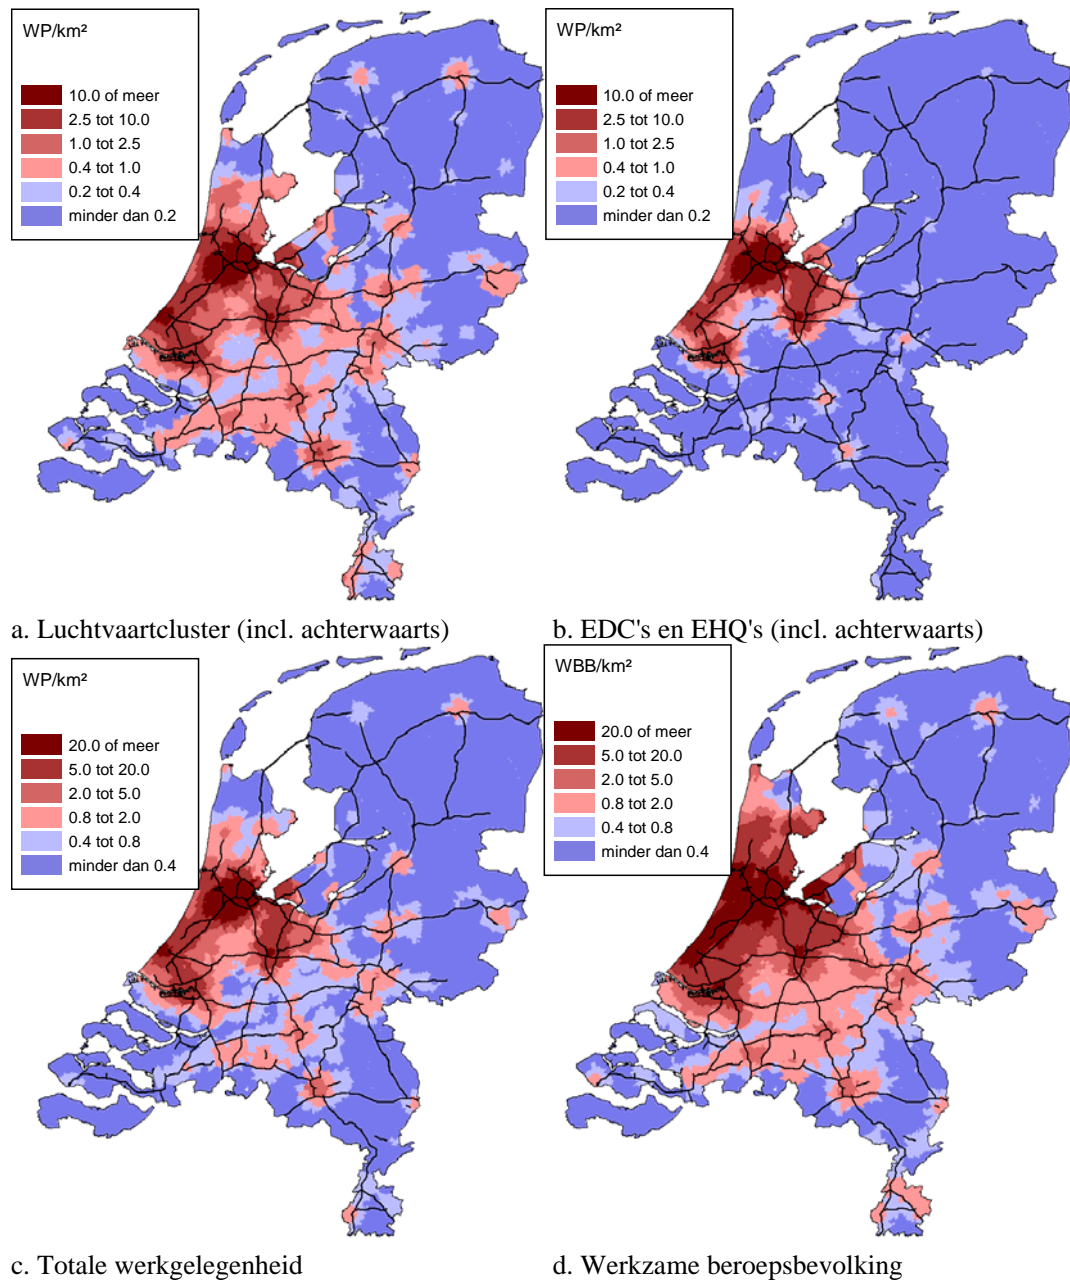 WP/km²
10.0 of meer
2.5 tot 10.0
1.0 tot 2.5
0.4 tot 1.0
0.2 tot 0.4
minder dan 0.2
WP/km²
10.0 of meer
2.5 tot 10.0
1.0 tot 2.5
0.4 tot 1.0
0.2 tot 0.4
minder dan 0.2
a. Luchtvaartcluster (incl. achterwaarts)
b. EDC's en EHQ's (incl. achterwaarts)
WP/km²
20.0 of meer
5.0 tot 20.0
2.0 tot 5.0
0.8 tot 2.0
0.4 tot 0.8
minder dan 0.4
WBB/km²
20.0 of meer
5.0 tot 20.0
2.0 tot 5.0
0.8 tot 2.0
0.4 tot 0.8
minder dan 0.4
c. Totale werkgelegenheid
d. Werkzame beroepsbevolking